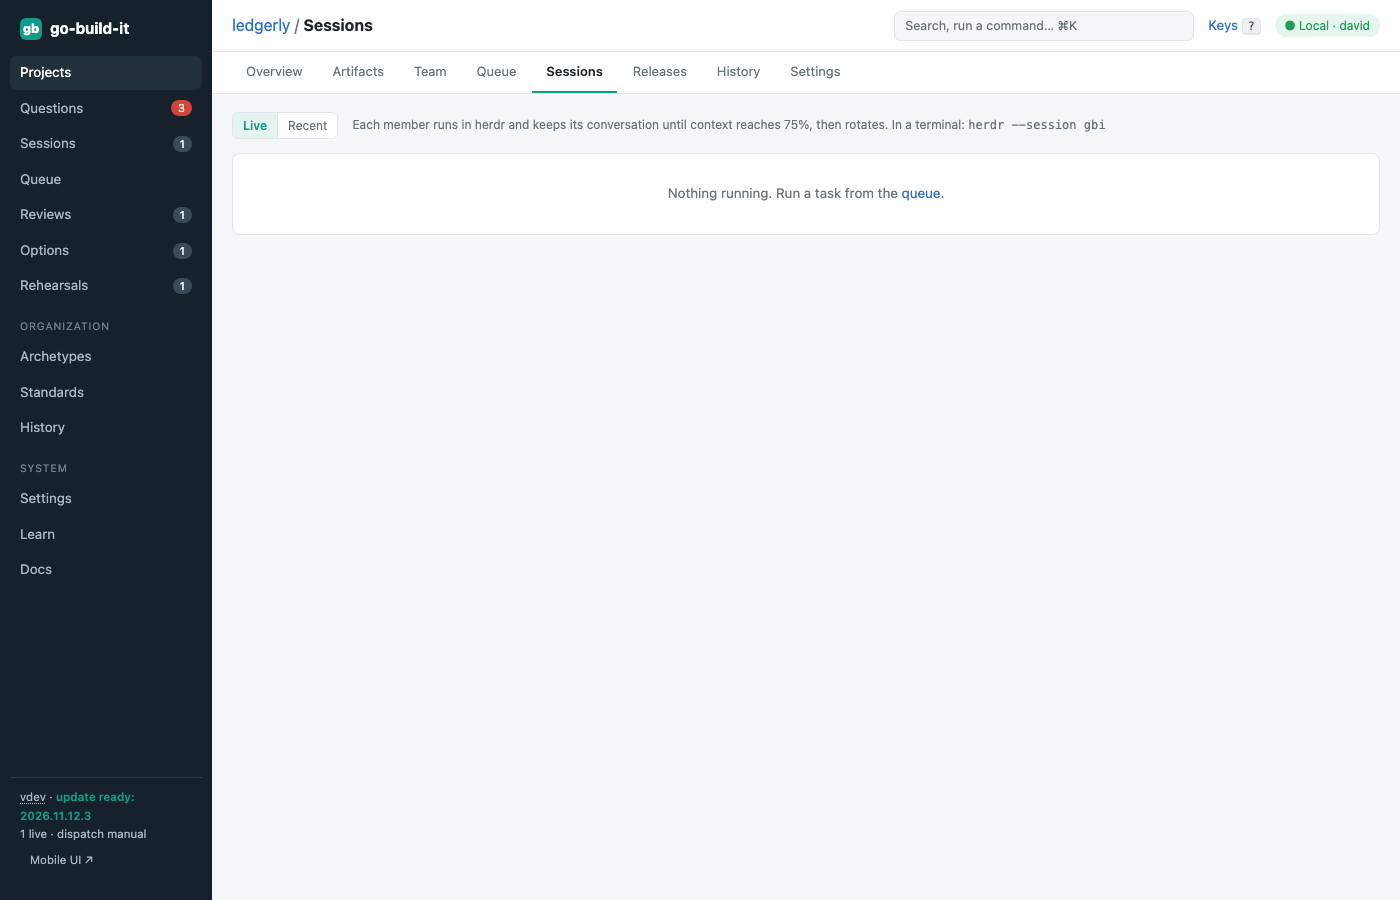 gb go-build-it
Projects
Questions 3
Sessions 1
Queue
Reviews 1
Options 1
Rehearsals 1
ORGANIZATION
Archetypes
Standards
History
SYSTEM
Settings
Learn
Docs
vdev · update ready:
2026.11.12.3
1 live · dispatch manual
Mobile UI ↗
ledgerly / Sessions
Search, run a command... ⌘K
Keys ?
Local · david
Overview Artifacts Team Queue Sessions Releases History Settings
Live Recent Each member runs in herdr and keeps its conversation until context reaches 75%, then rotates. In a terminal: herdr --session gbi
Nothing running. Run a task from the queue.